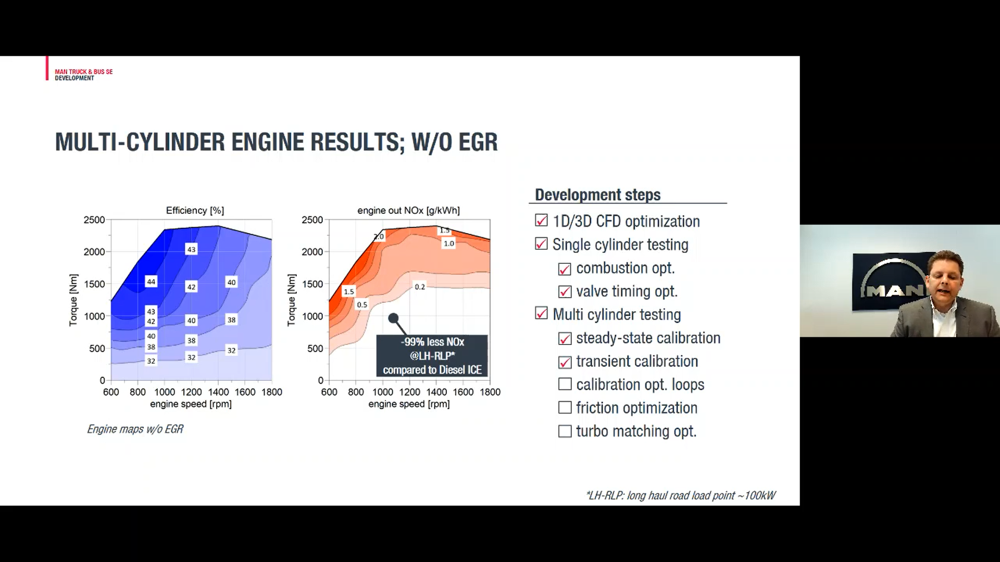 MAN TRUCK & BUS SE
DEVELOPMENT
MULTI-CYLINDER ENGINE RESULTS; W/O EGR
Efficiency [%]
2500
2000
1500
1000
500
0
Torque [Nm]
43
44
42
40
43
42
40
38
40
38
38
32
32
32
600 800 1000 1200 1400 1600 1800
engine speed [rpm]
Engine maps w/o EGR
engine out NOx [g/kWh]
2500
2000
1500
1000
500
0
Torque [Nm]
2.0
1.5
1.0
1.5
0.5
0.2
-99% less NOx
@LH-RLP*
compared to Diesel ICE
600 800 1000 1200 1400 1600 1800
engine speed [rpm]
Development steps
1D/3D CFD optimization
Single cylinder testing
combustion opt.
valve timing opt.
Multi cylinder testing
steady-state calibration
transient calibration
calibration opt. loops
friction optimization
turbo matching opt.
*LH-RLP: long haul road load point ~100kW
MAN